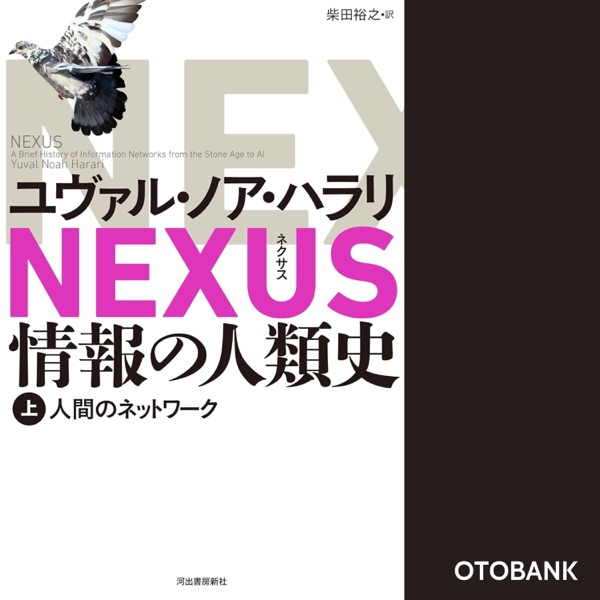 柴田裕之・訳
NEX
NEXUS
A Brief History of Information Networks from the Stone Age to AI
Yuval Noah Harari
ユヴァル・ノア・ハラリ
NEXUS
ネクサス
情報の人類史
上 人間のネットワーク
河出書房新社
OTOBANK